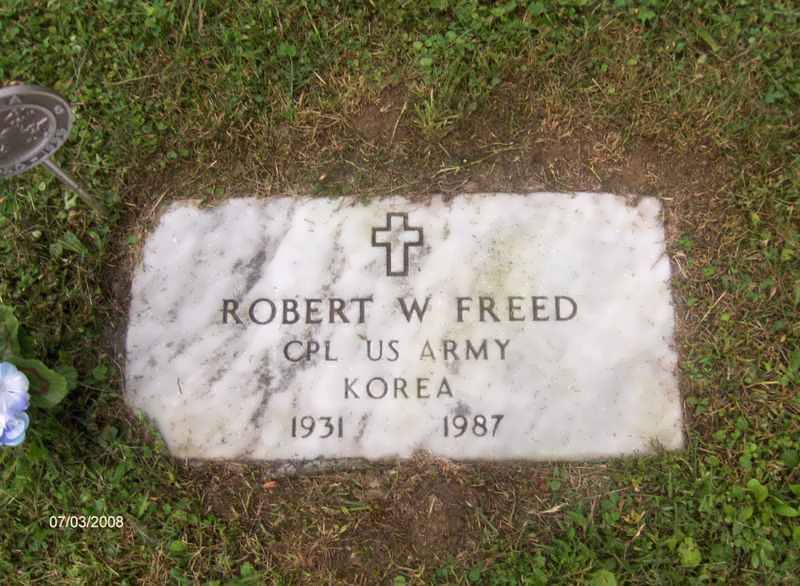 ROBERT W FREED
CPL US ARMY
KOREA
1931 1987
07/03/2008